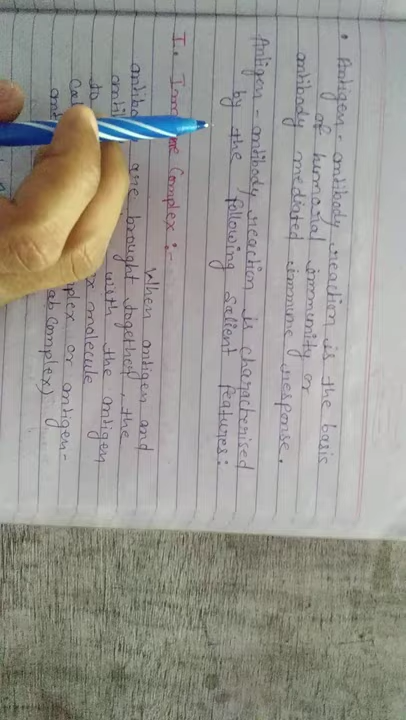 • Antigen-antibody reaction is the basis
of humoral immunity or
antibody mediated immune response.
Antigen-antibody reaction is characterised
by the following salient features:
I. Complex :-
When antigen and
are brought together, the
with the antigen
molecule
or antigen-
ab complex)